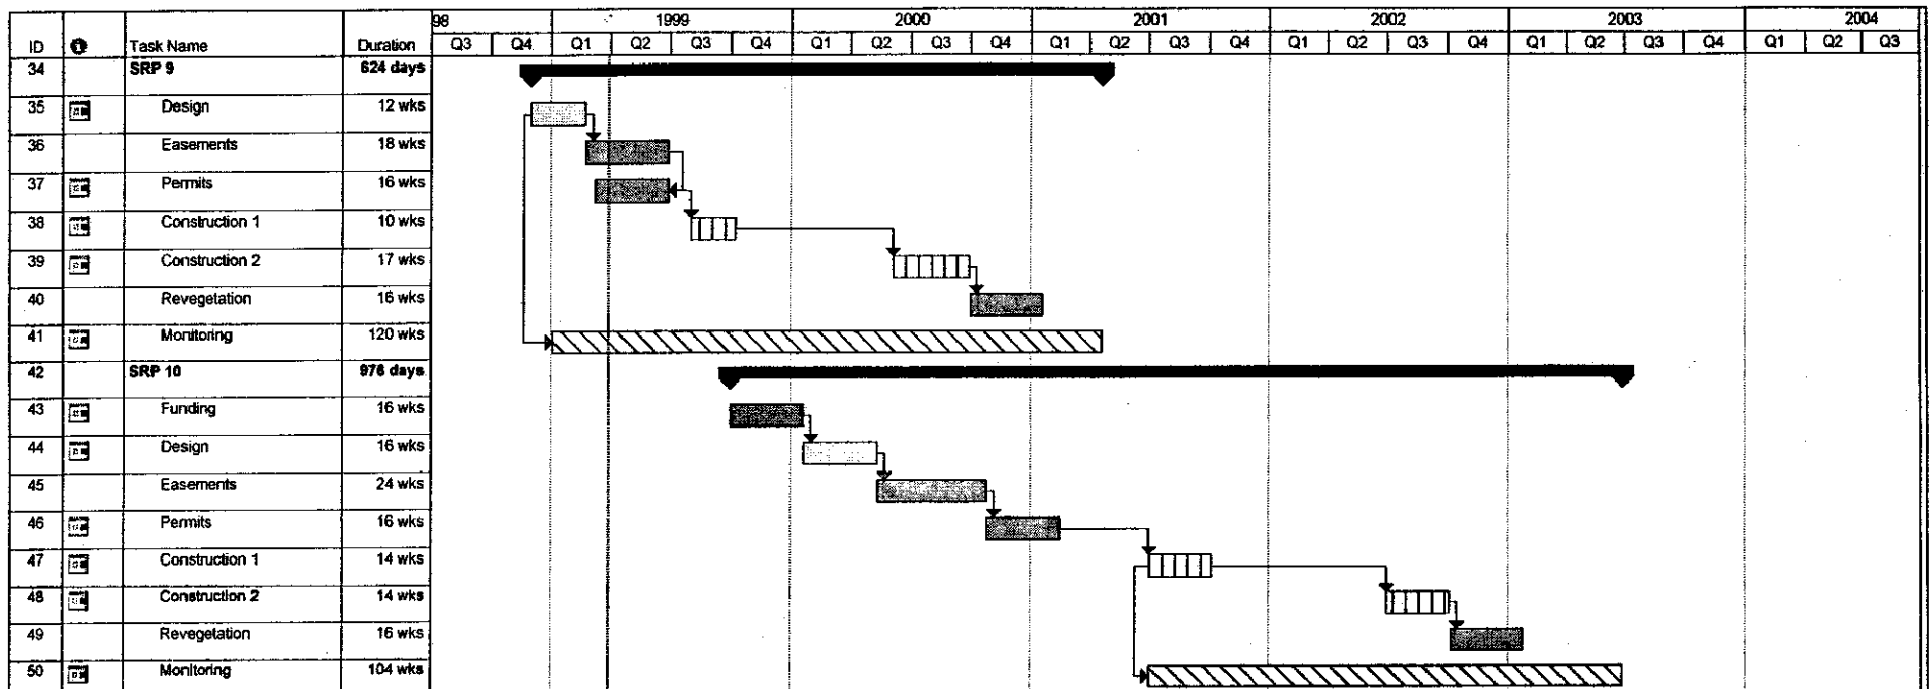 98 1999 2000 2001 2002 2003 2004
ID Task Name Duration Q3 Q4 Q1 Q2 Q3 Q4 Q1 Q2 Q3 Q4 Q1 Q2 Q3 Q4 Q1 Q2 Q3 Q4 Q1 Q2 Q3 Q4 Q1 Q2 Q3
34 SRP 9 624 days
35 Design 12 wks
36 Easements 18 wks
37 Permits 16 wks
38 Construction 1 10 wks
39 Construction 2 17 wks
40 Revegetation 16 wks
41 Monitoring 120 wks
42 SRP 10 976 days
43 Funding 16 wks
44 Design 16 wks
45 Easements 24 wks
46 Permits 16 wks
47 Construction 1 14 wks
48 Construction 2 14 wks
49 Revegetation 16 wks
50 Monitoring 104 wks